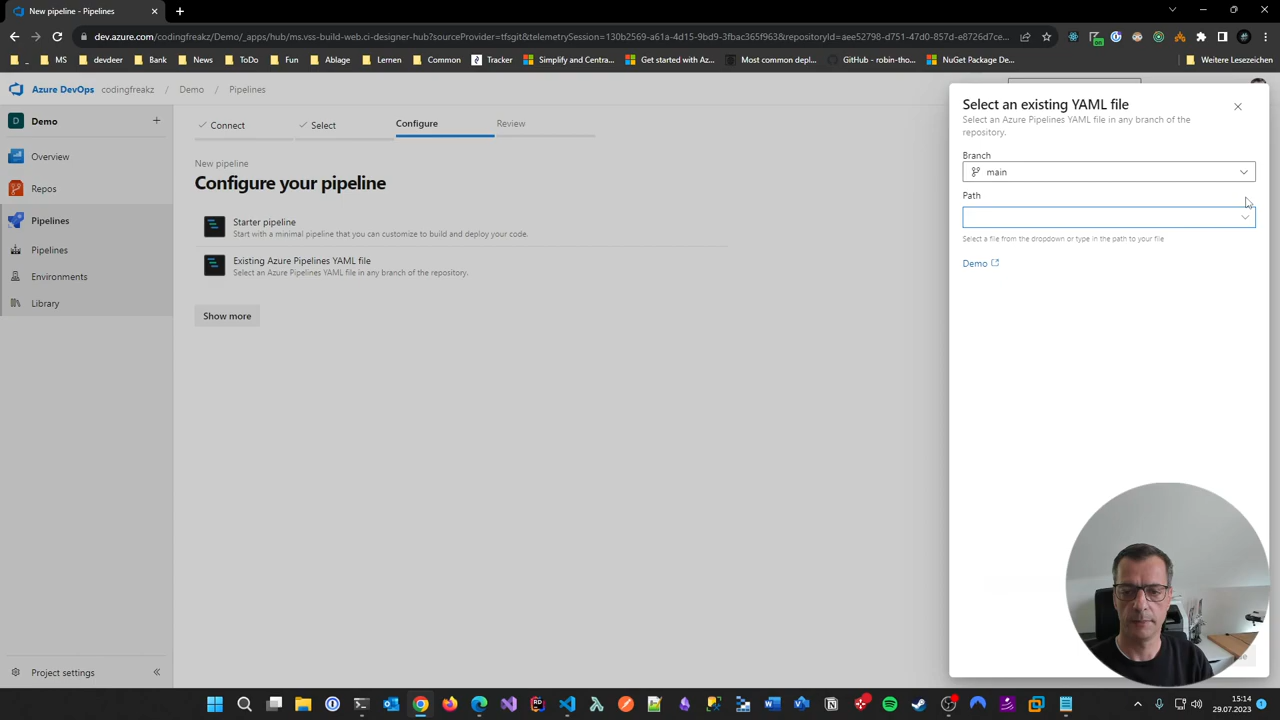 New pipeline - Pipelines
dev.azure.com/codingfreakz/Demo/_apps/hub/ms.vss-build-web.ci-designer-hub?sourceProvider=tfsgit&telemetrySession=130b2569-a61a-4d15-9bd9-3fbac365f963&repositoryId=aee52798-d751-47d0-857d-e8726d7ce...
MS
devdeer
Bank
News
ToDo
Fun
Ablage
Lernen
Common
Tracker
Simplify and Centra...
Get started with Az...
Most common depl...
GitHub - robin-tho...
NuGet Package De...
Weitere Lesezeichen
Azure DevOps codingfreakz / Demo / Pipelines
D Demo
Overview
Repos
Pipelines
Pipelines
Environments
Library
Project settings
Connect
Select
Configure
Review
New pipeline
Configure your pipeline
Starter pipeline
Start with a minimal pipeline that you can customize to build and deploy your code.
Existing Azure Pipelines YAML file
Select an Azure Pipelines YAML file in any branch of the repository.
Show more
Select an existing YAML file
Select an Azure Pipelines YAML file in any branch of the
repository.
Branch
main
Path
Select a file from the dropdown or type in the path to your file
Demo
15:14
29.07.2023